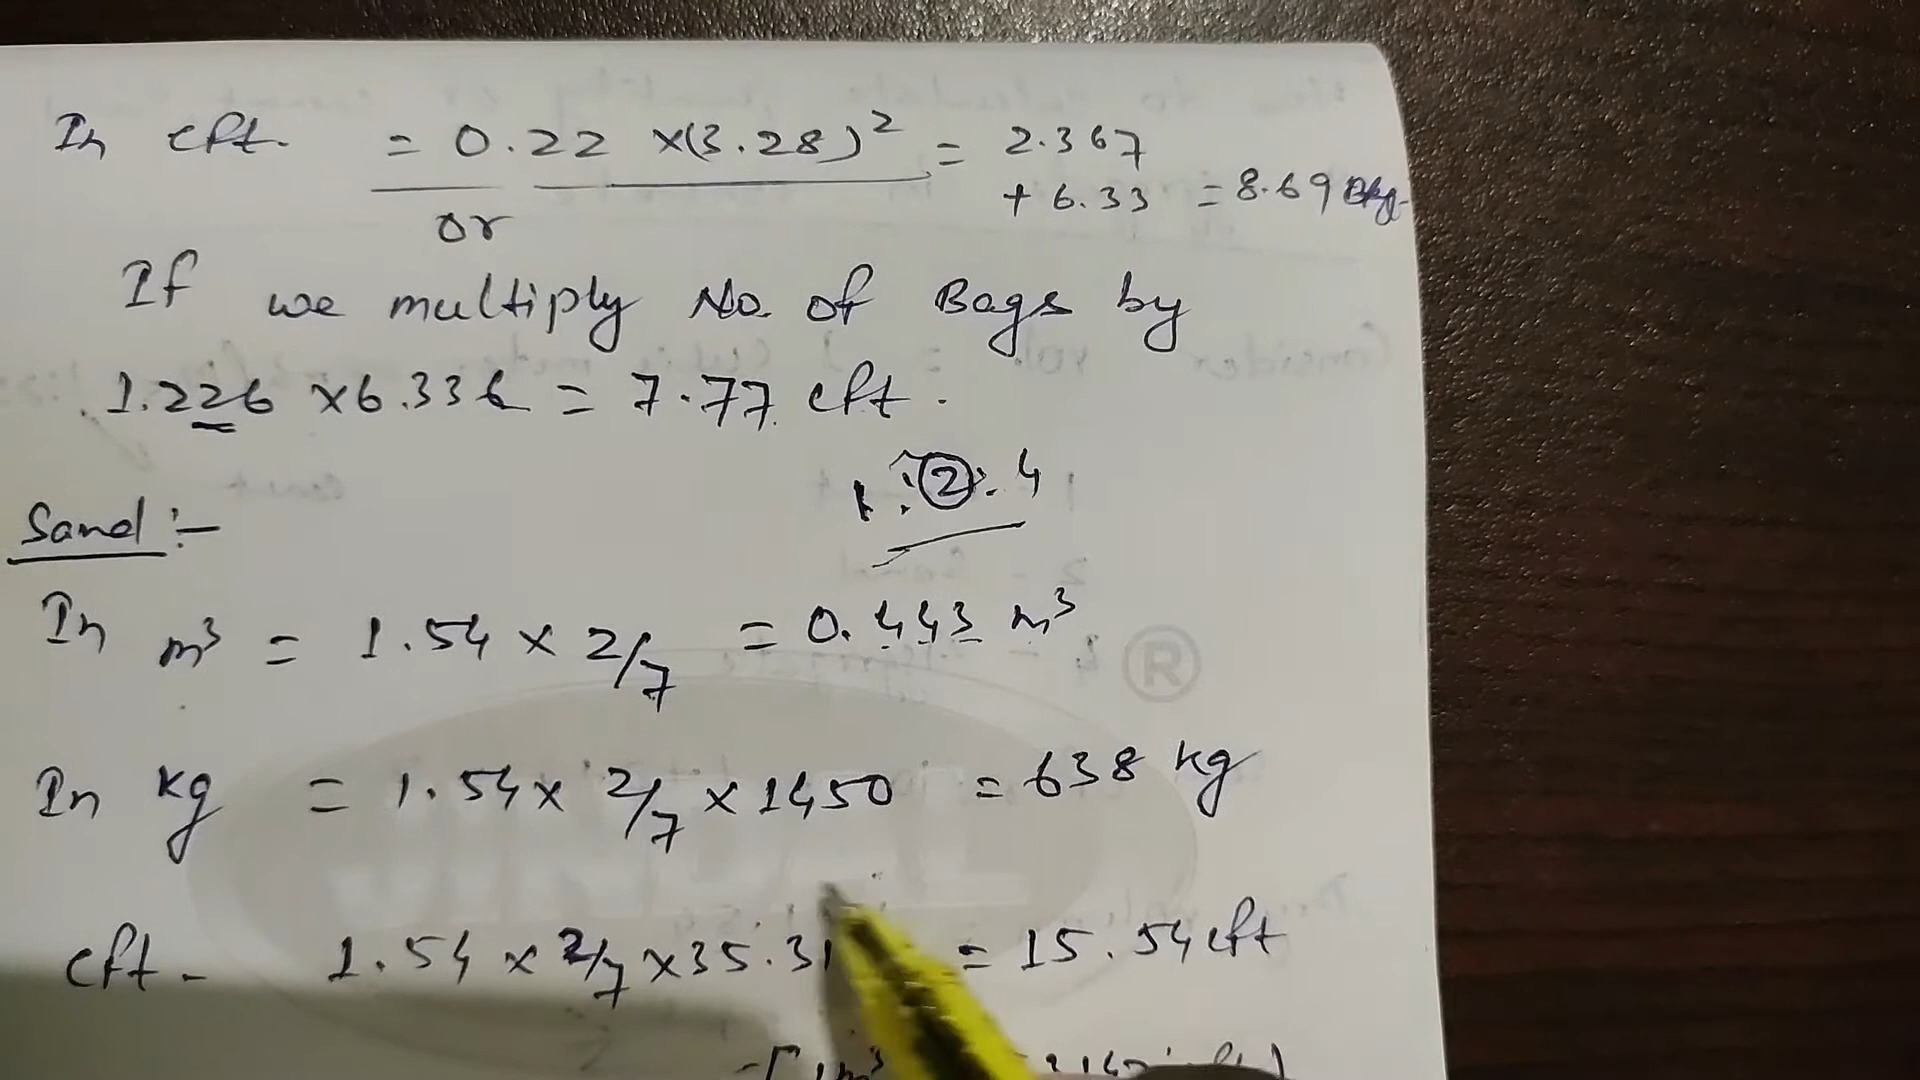 In cft. = 0.22 x(3.28)² = 2.367
+ 6.33 = 8.69
or
If we multiply No. of Bags by
1.226 x6.336 = 7.77 cft.
1:2:4
Sand :-
In m³ = 1.54 x 2/7 = 0.443 m³
In kg = 1.54x 2/7 x 1450 = 638 kg
cft - 1.54 x 2/7 x35.31 = 15.54 cft
m³
®
JINDAL